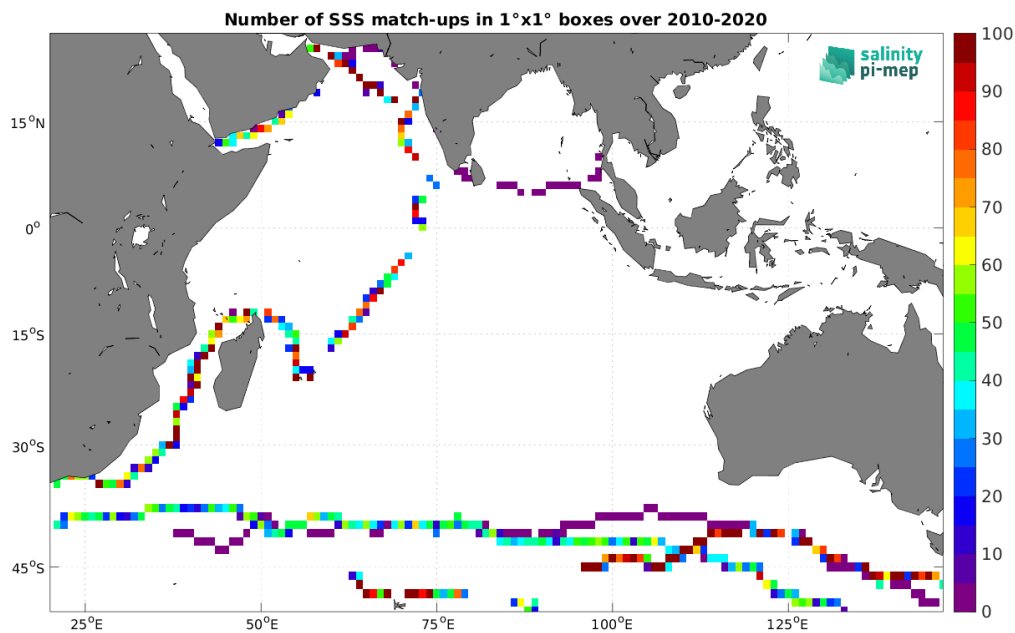 Number of SSS match-ups in 1°x1° boxes over 2010-2020
salinity
pi-mep
15°N
0°
15°S
30°S
45°S
25°E
50°E
75°E
100°E
125°E
100
90
80
70
60
50
40
30
20
10
0